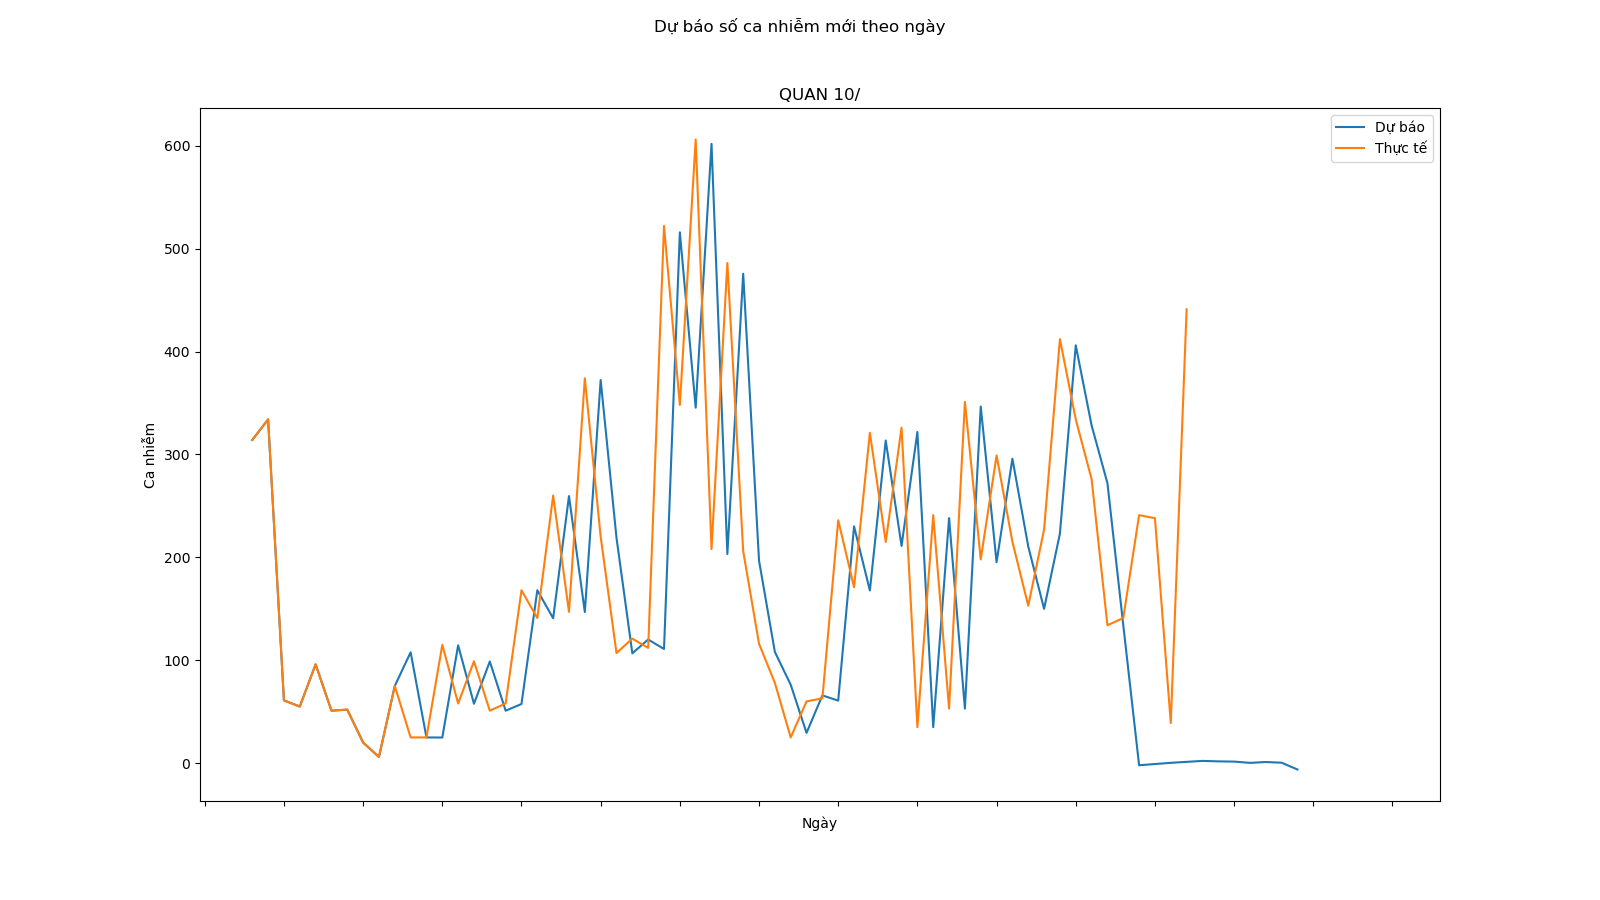 Dự báo số ca nhiễm mới theo ngày
QUAN 10/
Dự báo
Thực tế
600
500
400
300
200
100
0
Ca nhiễm
Ngày